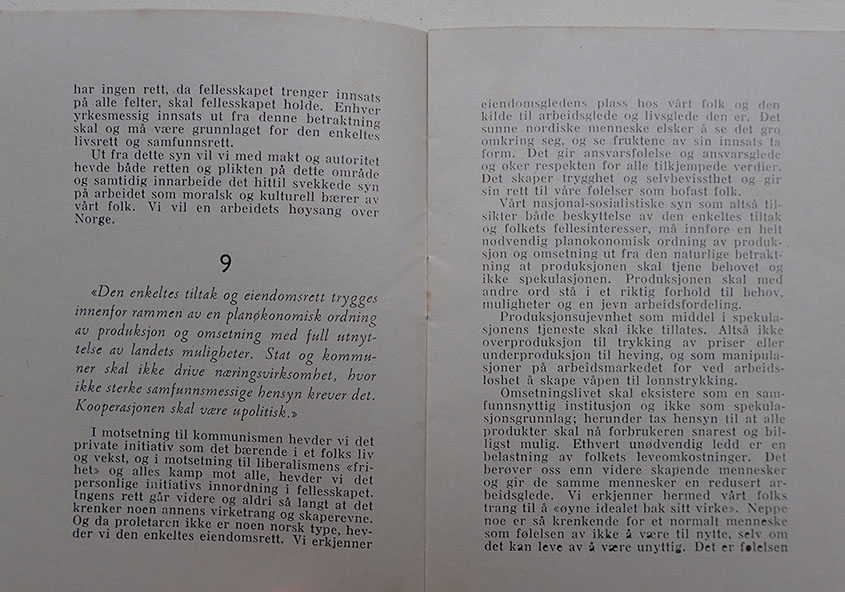 har ingen rett, da fellesskapet trenger innsats
på alle felter, skal fellesskapet holde. Enhver
yrkesmessig innsats ut fra denne betraktning
skal og må være grunnlaget for den enkeltes
livsrett og samfunnsrett.
Ut fra dette syn vil vi med makt og autoritet
hevde både retten og plikten på dette område
og samtidig innarbeide det hittil svekkede syn
på arbeidet som moralsk og kulturell bærer av
vårt folk. Vi vil en arbeidets høysang over
Norge.
9
«Den enkeltes tiltak og eiendomsrett trygges
innenfor rammen av en planøkonomisk ordning
av produksjon og omsetning med full utnyt-
telse av landets muligheter. Stat og kommu-
ner skal ikke drive næringsvirksomhet, hvor
ikke sterke samfunnsmessige hensyn krever det.
Kooperasjonen skal være upolitisk.»
I motsetning til kommunismen hevder vi det
private initiativ som det bærende i et folks liv
og vekst, og i motsetning til liberalismens «fri-
het» og alles kamp mot alle, hevder vi det
personlige initiativs innordning i fellesskapet.
Ingens rett går videre og aldri så langt at det
krenker noen annens virketrang og skaperevne.
Og da proletaren ikke er noen norsk type, hev-
der vi den enkeltes eiendomsrett. Vi erkjenner
eiendomsgledens plass hos vårt folk og den
kilde til arbeidsglede og livsglede den er. Det
sunne nordiske menneske elsker å se det gro
omkring seg, og se fruktene av sin innsats ta
form. Det gir ansvarsfølelse og ansvarsglede
og øker respekten for alle tilkjempede verdier.
Det skaper trygghet og selvbevissthet og gir
sin rett til våre følelser som bofast folk.
Vårt nasjonal-sosialistiske syn som altså til-
sikter både beskyttelse av den enkeltes tiltak
og folkets fellesinteresser, må innføre en helt
nødvendig planøkonomisk ordning av produk-
sjon og omsetning ut fra den naturlige betrakt-
ning at produksjonen skal tjene behovet og
ikke spekulasjonen. Produksjonen skal med
andre ord stå i et riktig forhold til behov,
muligheter og en jevn arbeidsfordeling.
Produksjonsujevnhet som middel i spekula-
sjonens tjeneste skal ikke tillates. Altså ikke
overproduksjon til trykking av priser eller
underproduksjon til heving, og som manipula-
sjoner på arbeidsmarkedet for ved arbeids-
løshet å skape våpen til lønnstrykking.
Omsetningslivet skal eksistere som en sam-
funnsnyttig institusjon og ikke som spekula-
sjonsgrunnlag; herunder tas hensyn til at alle
produkter skal nå forbrukeren snarest og bil-
ligst mulig. Ethvert unødvendig ledd er en
belastning av folkets leveomkostninger. Det
berøver oss enn videre skapende mennesker
og gir de samme mennesker en redusert ar-
beidsglede. Vi erkjenner hermed vårt folks
trang til å «øyne idealet bak sitt virke». Neppe
noe er så krenkende for et normalt menneske
som følelsen av ikke å være til nytte, selv om
det kan leve av å være unyttig. Det er følelsen